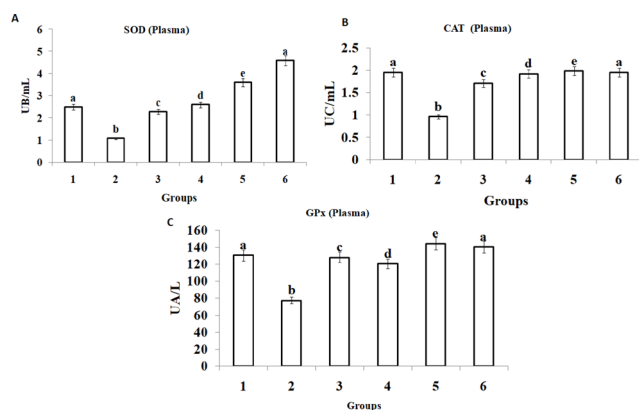 A
SOD (Plasma)
6
5
4
3
2
1
0
UB/mL
a
b
c
d
e
a
1 2 3 4 5 6
Groups
B
CAT (Plasma)
2.5
2
1.5
1
0.5
0
UC/mL
a
b
c
d
e
a
1 2 3 4 5 6
Groups
C
GPx (Plasma)
160
140
120
100
80
60
40
20
0
UA/L
a
b
c
d
e
a
1 2 3 4 5 6
Groups